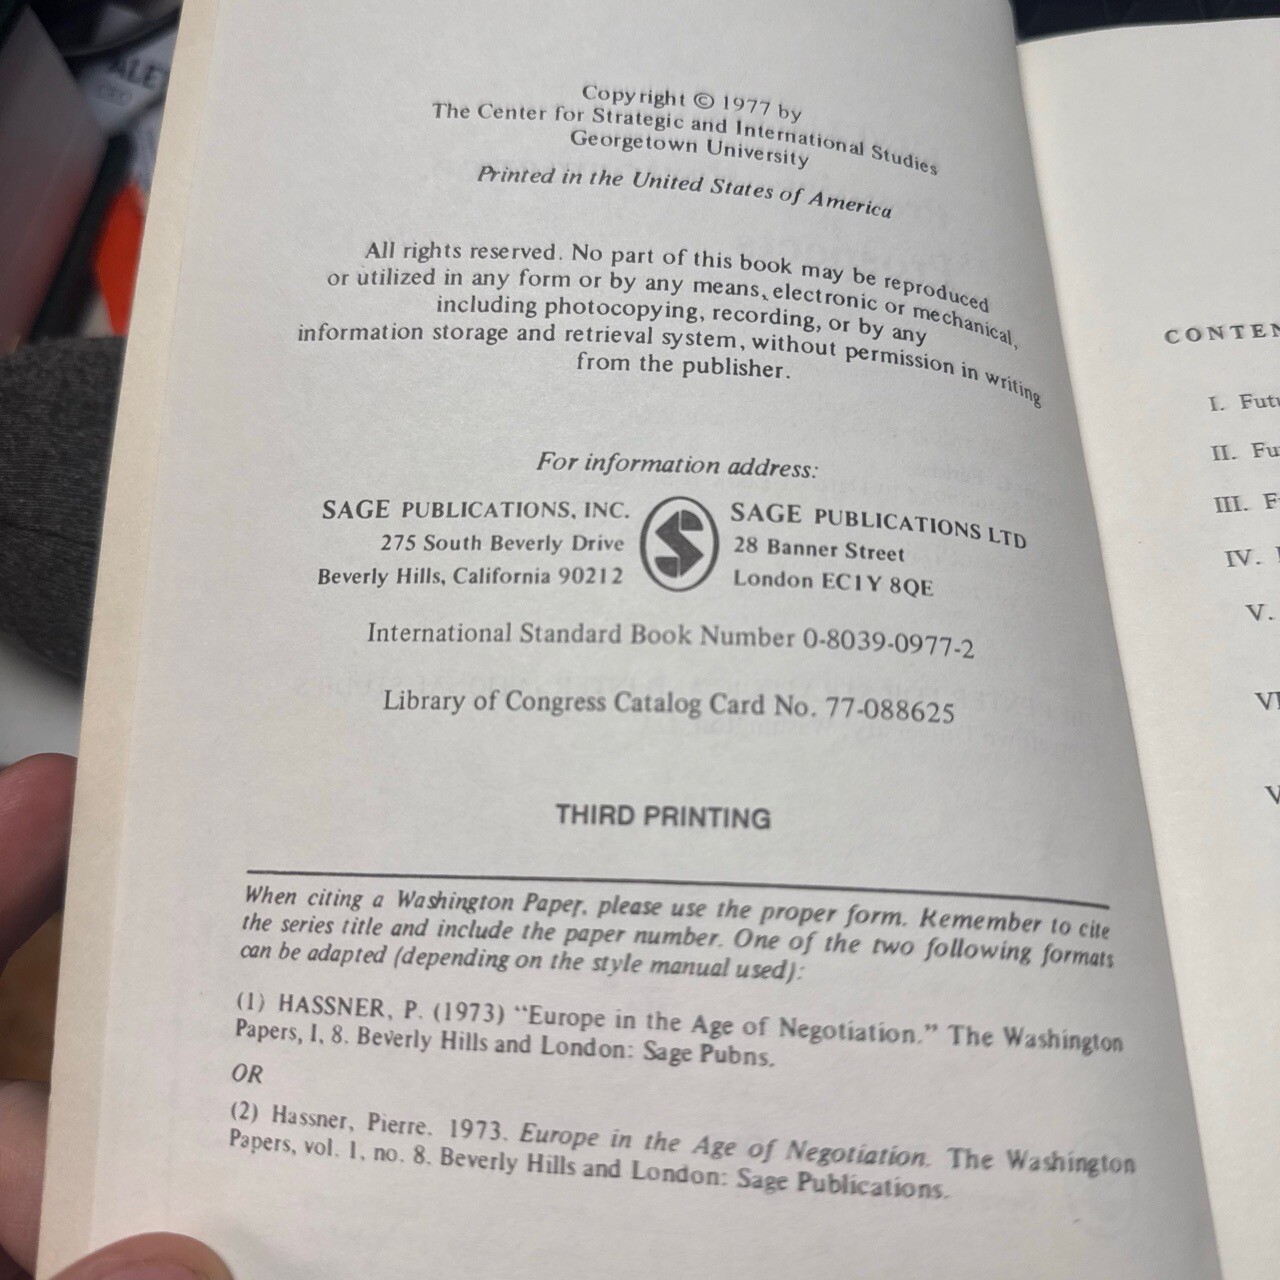 Copyright © 1977 by
The Center for Strategic and International Studies
Georgetown University
Printed in the United States of America
All rights reserved. No part of this book may be reproduced
or utilized in any form or by any means, electronic or mechanical,
including photocopying, recording, or by any
information storage and retrieval system, without permission in writing
from the publisher.
For information address:
SAGE PUBLICATIONS, INC.
275 South Beverly Drive
Beverly Hills, California 90212
SAGE PUBLICATIONS LTD
28 Banner Street
London EC1Y 8QE
International Standard Book Number 0-8039-0977-2
Library of Congress Catalog Card No. 77-088625
THIRD PRINTING
When citing a Washington Paper, please use the proper form. Remember to cite
the series title and include the paper number. One of the two following formats
can be adapted (depending on the style manual used):
(1) HASSNER, P. (1973) "Europe in the Age of Negotiation." The Washington
Papers, I, 8. Beverly Hills and London: Sage Pubns.
OR
(2) Hassner, Pierre. 1973. Europe in the Age of Negotiation. The Washington
Papers, vol. 1, no. 8. Beverly Hills and London: Sage Publications.
I.
II.
III.
IV.
V.